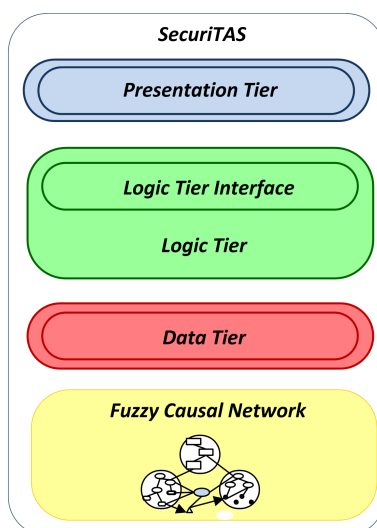 SecuriTAS
Presentation Tier
Logic Tier Interface
Logic Tier
Data Tier
Fuzzy Causal Network